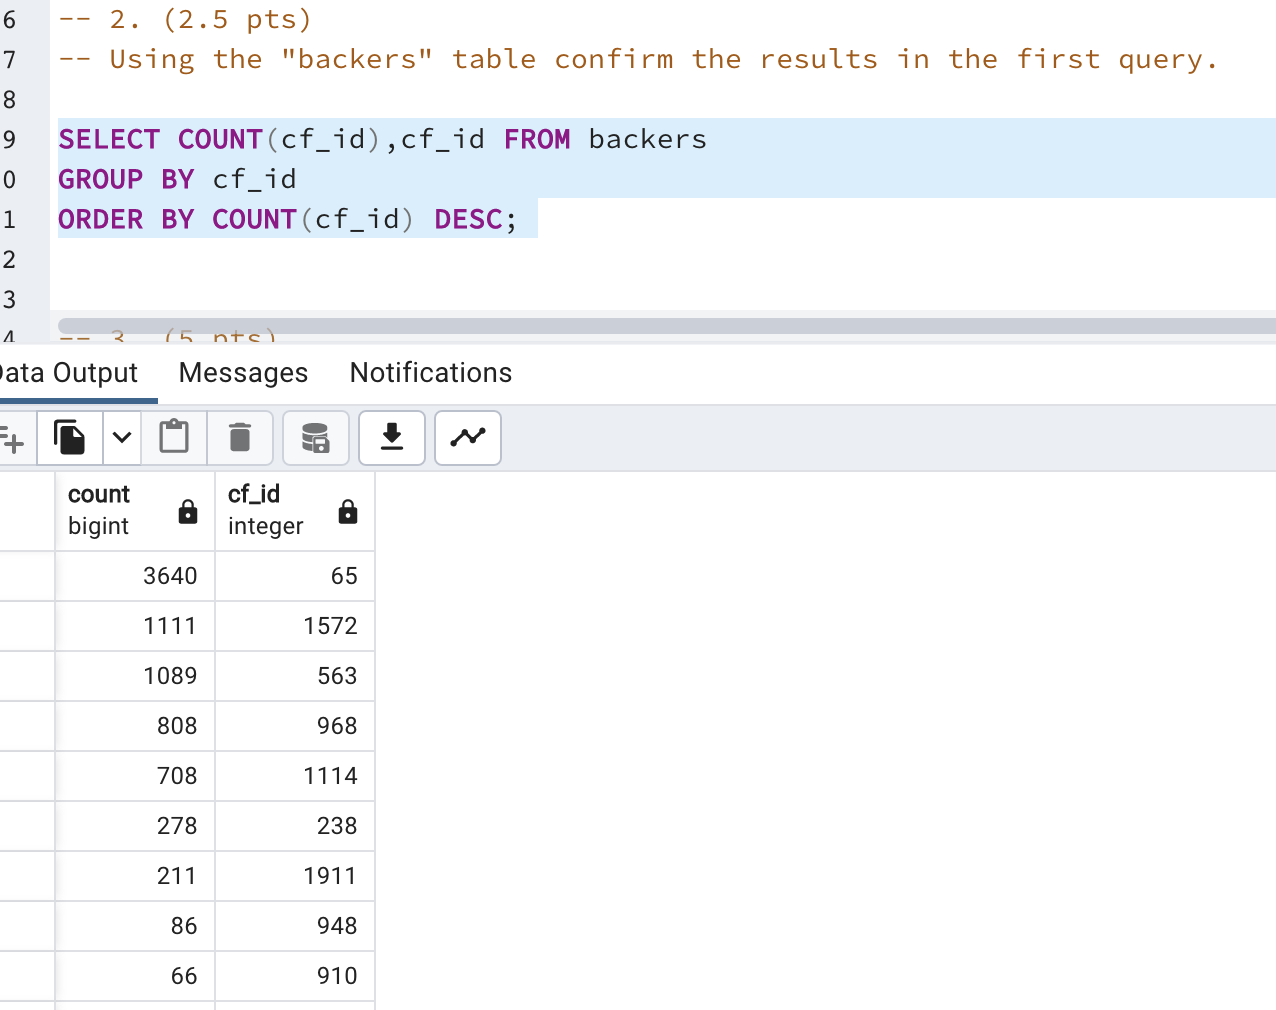 6 -- 2. (2.5 pts)
7 -- Using the "backers" table confirm the results in the first query.
8
9 SELECT COUNT(cf_id),cf_id FROM backers
0 GROUP BY cf_id
1 ORDER BY COUNT(cf_id) DESC;
2
3
4 -- 3. (5 pts)
ata Output Messages Notifications
count cf_id
bigint integer
3640 65
1111 1572
1089 563
808 968
708 1114
278 238
211 1911
86 948
66 910